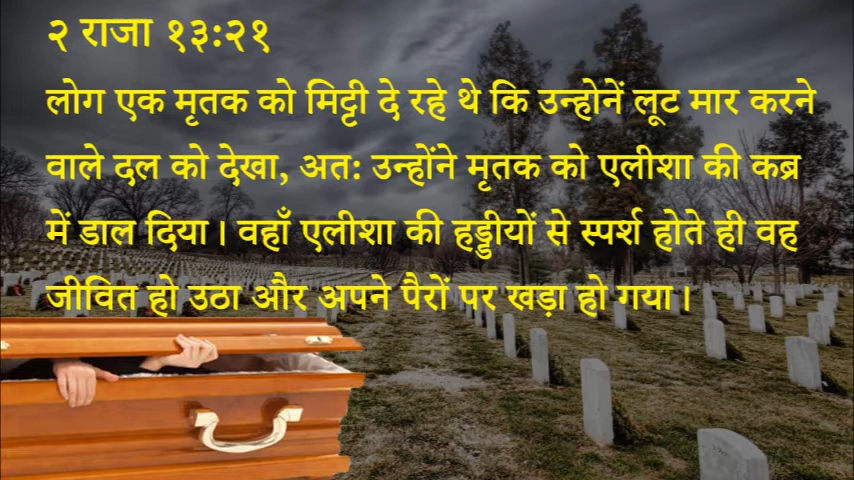 २ राजा १३:२१
लोग एक मृतक को मिट्टी दे रहे थे कि उन्होनें लूट मार करने
वाले दल को देखा, अत: उन्होंने मृतक को एलीशा की कब्र
में डाल दिया । वहाँ एलीशा की हड्डीयों से स्पर्श होते ही वह
जीवित हो उठा और अपने पैरों पर खड़ा हो गया ।